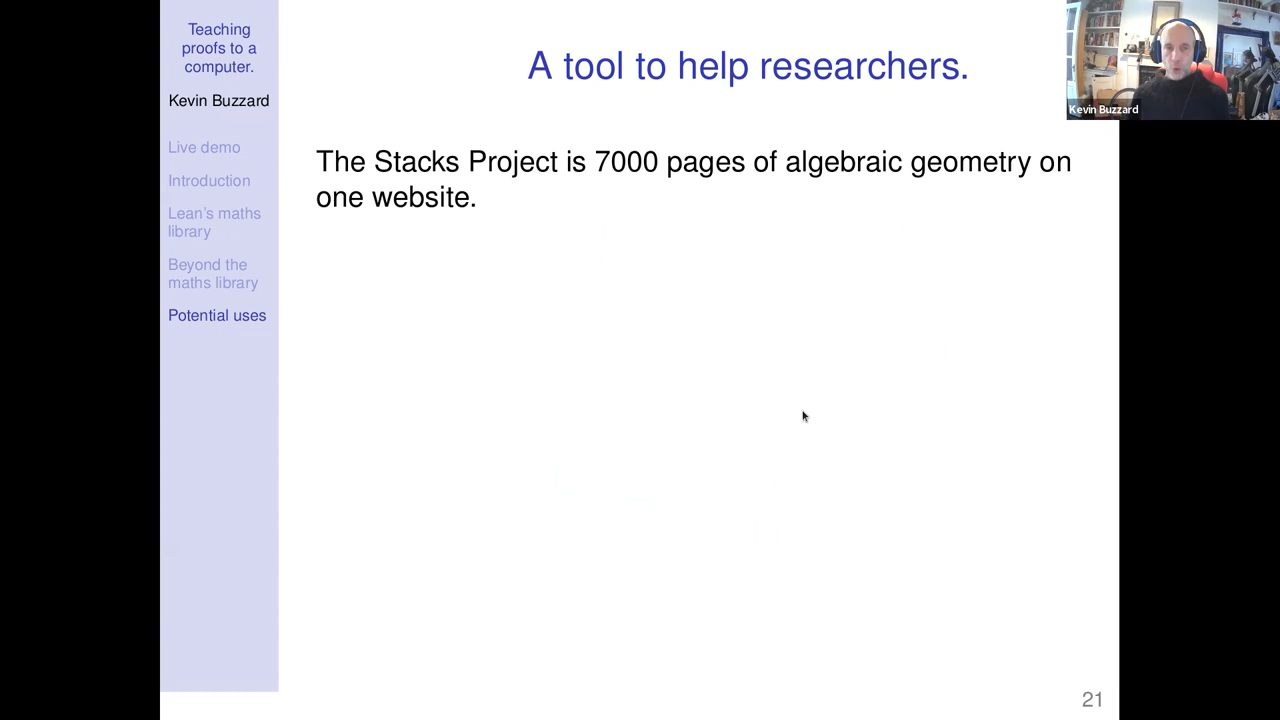 Teaching
proofs to a
computer.
Kevin Buzzard
Live demo
Introduction
Lean's maths
library
Beyond the
maths library
Potential uses
A tool to help researchers.
The Stacks Project is 7000 pages of algebraic geometry on
one website.
Kevin Buzzard
21